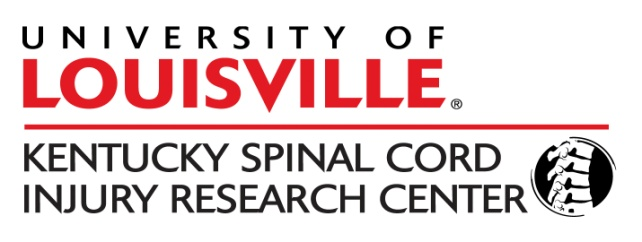 UNIVERSITY OF
LOUISVILLE®
KENTUCKY SPINAL CORD
INJURY RESEARCH CENTER